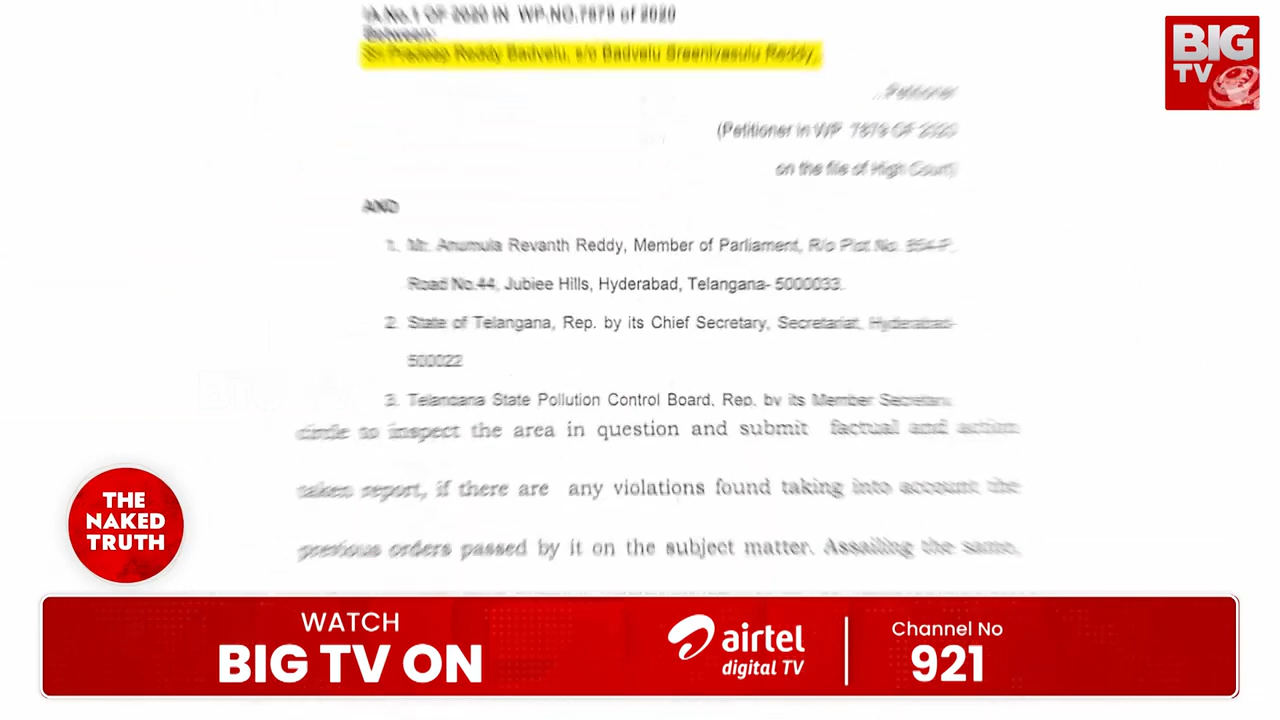 IA.No.1 OF 2020 IN WP.NO.7879 of 2020
Between:
Sri Pradeep Reddy Badvelu, s/o Badvelu Sreenivasulu Reddy,
...Petitioner
(Petitioner in WP 7879 OF 2020
on the file of High Court)
AND
1. Mr. Anumula Revanth Reddy, Member of Parliament, R/o Plot No.
Road No.44, Jubiee Hills, Hyderabad, Telangana- 5000033.
2. State of Telangana, Rep. by its Chief Secretary, Secretariat, Hyderabad-
500022
3. Telangana State Pollution Control Board, Rep. by its Member Secretary,
circle to inspect the area in question and submit factual and action
taken report, if there are any violations found taking into account the
previous orders passed by it on the subject matter. Assailing the same,
BIG
TV
THE
NAKED
TRUTH
WATCH
BIG TV ON
airtel
digital TV
Channel No
921